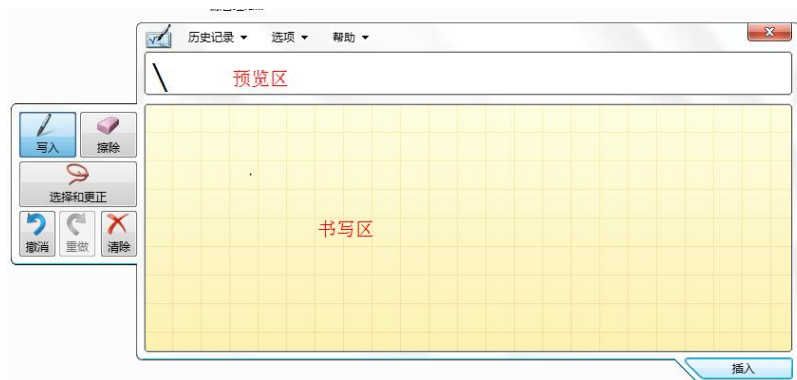 历史记录 选项 帮助
\ 预览区
写入 擦除
选择和更正
书写区
撤消 重做 清除
插入